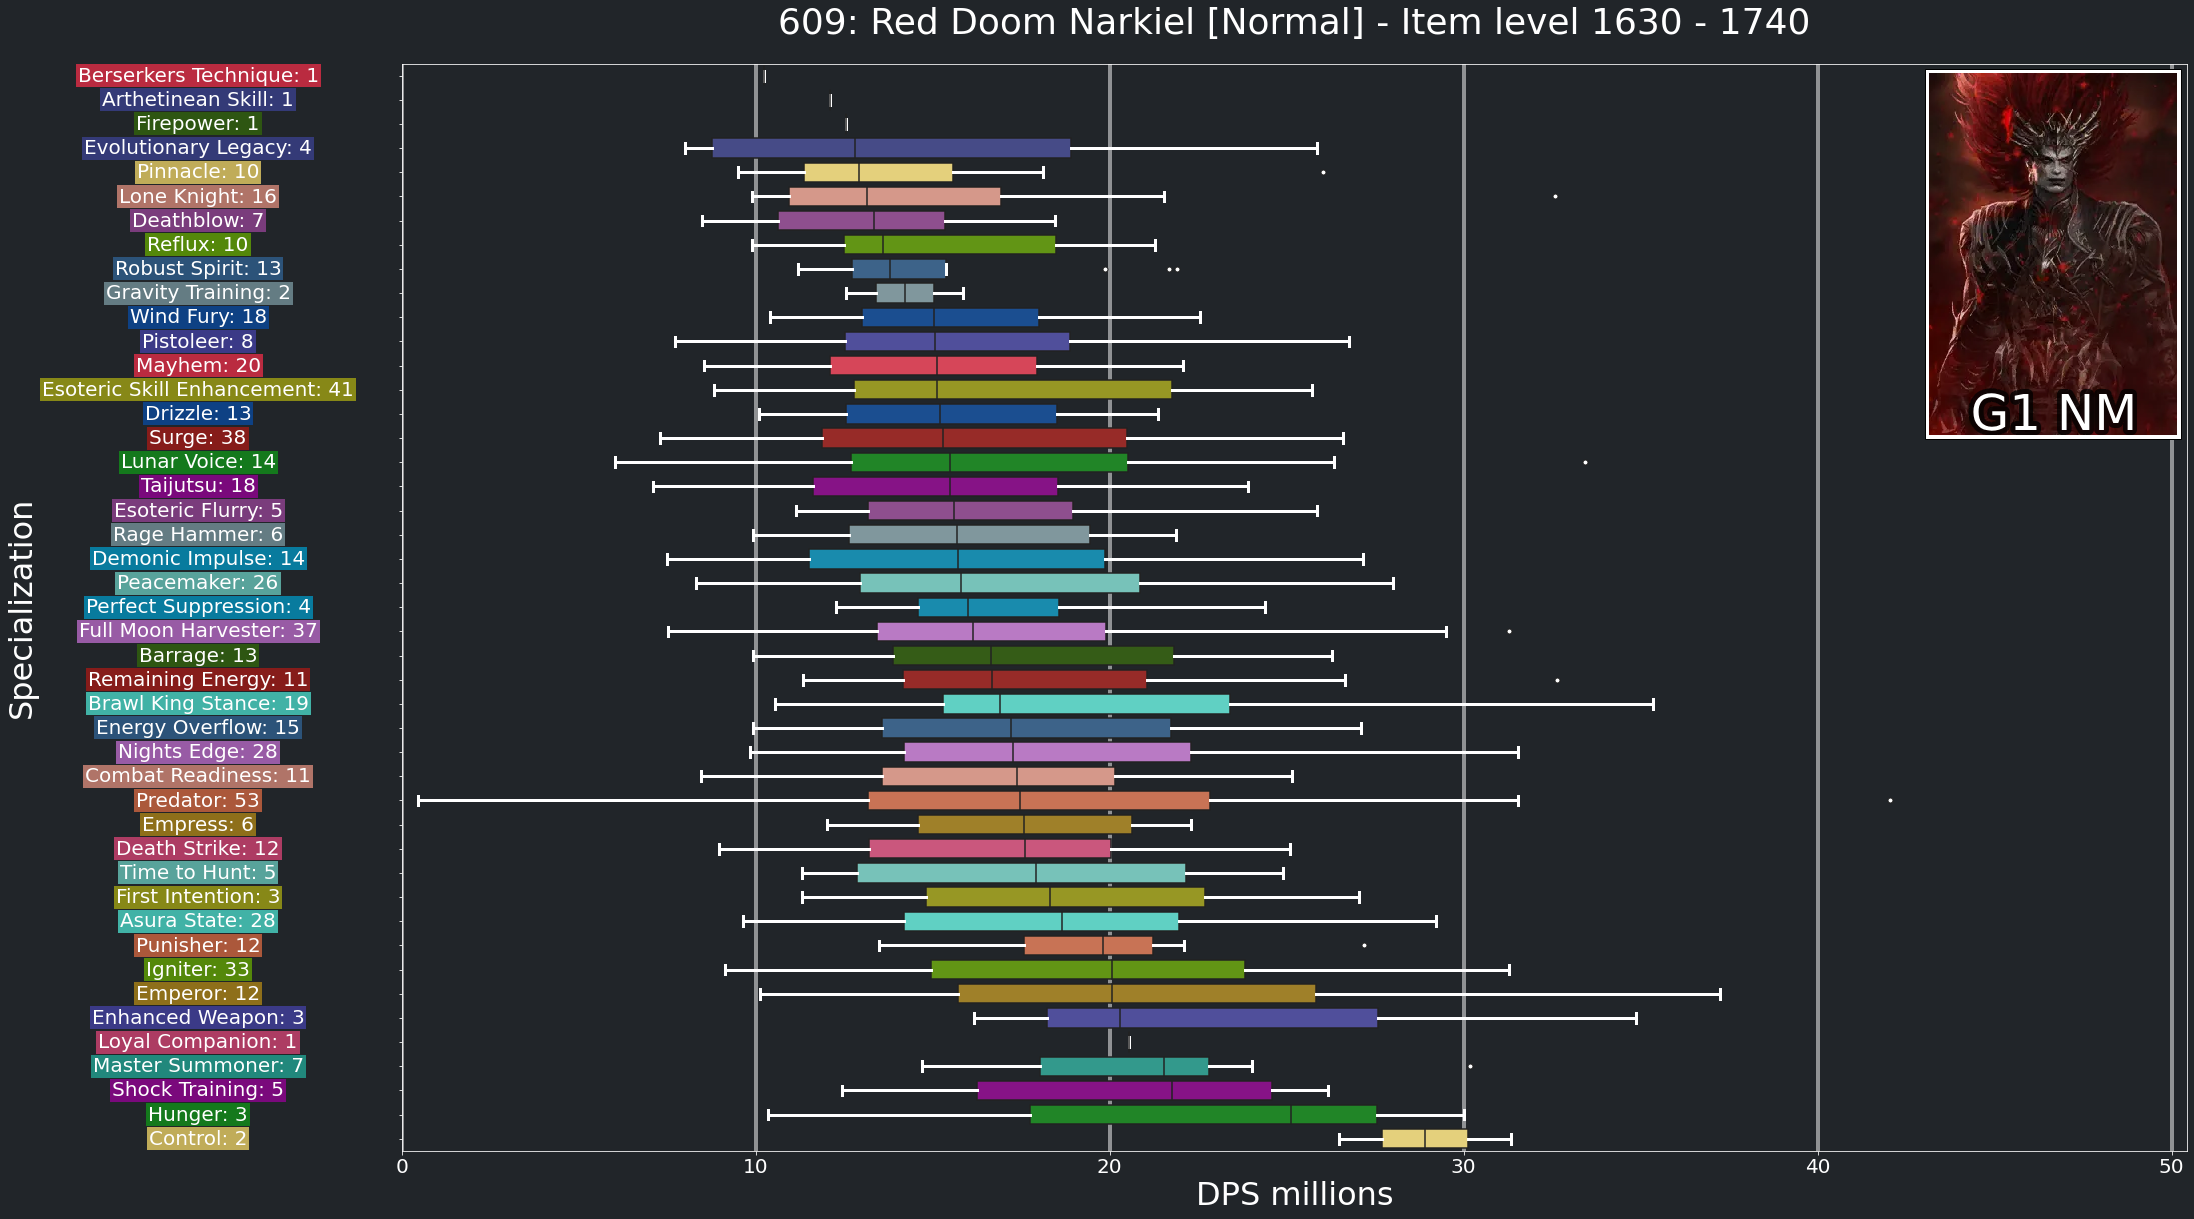 609: Red Doom Narkiel [Normal] - Item level 1630 - 1740
Berserkers Technique: 1
Arthetinean Skill: 1
Firepower: 1
Evolutionary Legacy: 4
Pinnacle: 10
Lone Knight: 16
Deathblow: 7
Reflux: 10
Robust Spirit: 13
Gravity Training: 2
Wind Fury: 18
Pistoleer: 8
Mayhem: 20
Esoteric Skill Enhancement: 41
Drizzle: 13
Surge: 38
Lunar Voice: 14
Taijutsu: 18
Esoteric Flurry: 5
Rage Hammer: 6
Demonic Impulse: 14
Peacemaker: 26
Perfect Suppression: 4
Full Moon Harvester: 37
Barrage: 13
Remaining Energy: 11
Brawl King Stance: 19
Energy Overflow: 15
Nights Edge: 28
Combat Readiness: 11
Predator: 53
Empress: 6
Death Strike: 12
Time to Hunt: 5
First Intention: 3
Asura State: 28
Punisher: 12
Igniter: 33
Emperor: 12
Enhanced Weapon: 3
Loyal Companion: 1
Master Summoner: 7
Shock Training: 5
Hunger: 3
Control: 2
Specialization
G1 NM
0 10 20 30 40 50
DPS millions